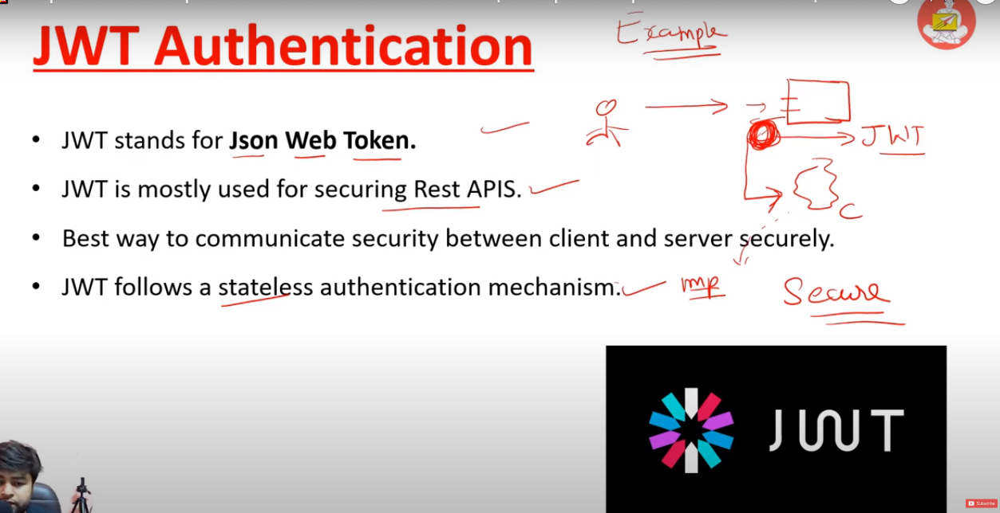 JWT Authentication
Example
• JWT stands for Json Web Token.
JWT
• JWT is mostly used for securing Rest APIS.
C
• Best way to communicate security between client and server securely.
• JWT follows a stateless authentication mechanism.
imp
Secure
JWT
Subscribe